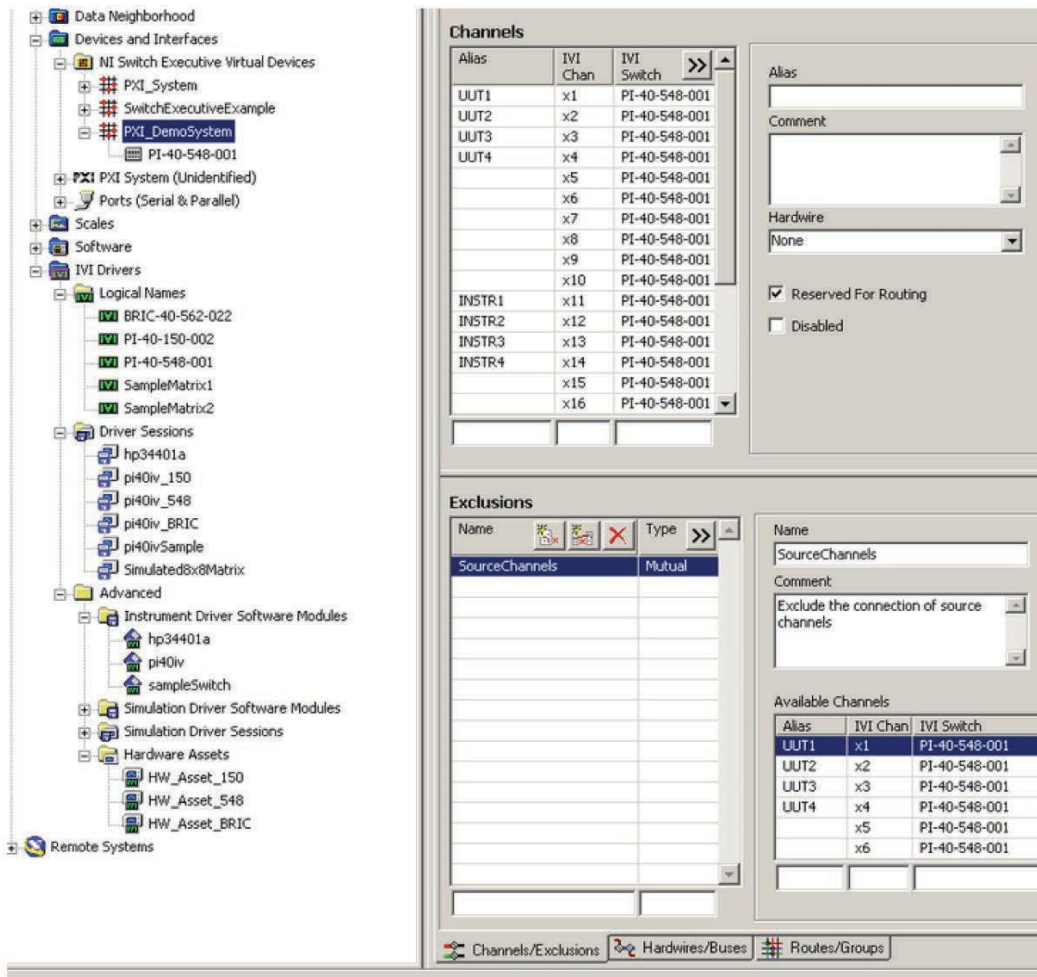 Data Neighborhood
Devices and Interfaces
NI Switch Executive Virtual Devices
PXI_System
SwitchExecutiveExample
PXI_DemoSystem
PI-40-548-001
PXI PXI System (Unidentified)
Ports (Serial & Parallel)
Scales
Software
IVI Drivers
Logical Names
IVI BRIC-40-562-022
IVI PI-40-150-002
IVI PI-40-548-001
IVI SampleMatrix1
IVI SampleMatrix2
Driver Sessions
hp34401a
pi40iv_150
pi40iv_548
pi40iv_BRIC
pi40ivSample
Simulated8x8Matrix
Advanced
Instrument Driver Software Modules
hp34401a
pi40iv
sampleSwitch
Simulation Driver Software Modules
Simulation Driver Sessions
Hardware Assets
HW_Asset_150
HW_Asset_548
HW_Asset_BRIC
Remote Systems
Channels
Alias IVI Chan IVI Switch >>
UUT1 x1 PI-40-548-001
UUT2 x2 PI-40-548-001
UUT3 x3 PI-40-548-001
UUT4 x4 PI-40-548-001
x5 PI-40-548-001
x6 PI-40-548-001
x7 PI-40-548-001
x8 PI-40-548-001
x9 PI-40-548-001
x10 PI-40-548-001
INSTR1 x11 PI-40-548-001
INSTR2 x12 PI-40-548-001
INSTR3 x13 PI-40-548-001
INSTR4 x14 PI-40-548-001
x15 PI-40-548-001
x16 PI-40-548-001
Alias
Comment
Hardwire
None
Reserved For Routing
Disabled
Exclusions
Name Type >>
SourceChannels Mutual
Name
SourceChannels
Comment
Exclude the connection of source
channels
Available Channels
Alias IVI Chan IVI Switch
UUT1 x1 PI-40-548-001
UUT2 x2 PI-40-548-001
UUT3 x3 PI-40-548-001
UUT4 x4 PI-40-548-001
x5 PI-40-548-001
x6 PI-40-548-001
Channels/Exclusions Hardwires/Buses Routes/Groups